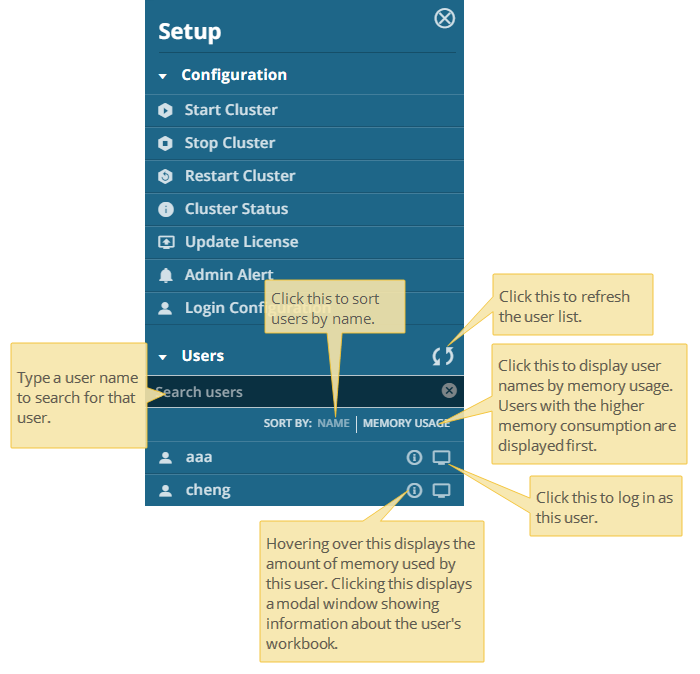 Setup
Configuration
Start Cluster
Stop Cluster
Restart Cluster
Cluster Status
Update License
Admin Alert
Login Configuration
Click this to sort
users by name.
Click this to refresh
the user list.
Users
Type a user name
to search for that
user.
Search users
Click this to display user
names by memory usage.
Users with the higher
memory consumption are
displayed first.
SORT BY: NAME | MEMORY USAGE
aaa
cheng
Click this to log in as
this user.
Hovering over this displays the
amount of memory used by
this user. Clicking this displays
a modal window showing
information about the user's
workbook.